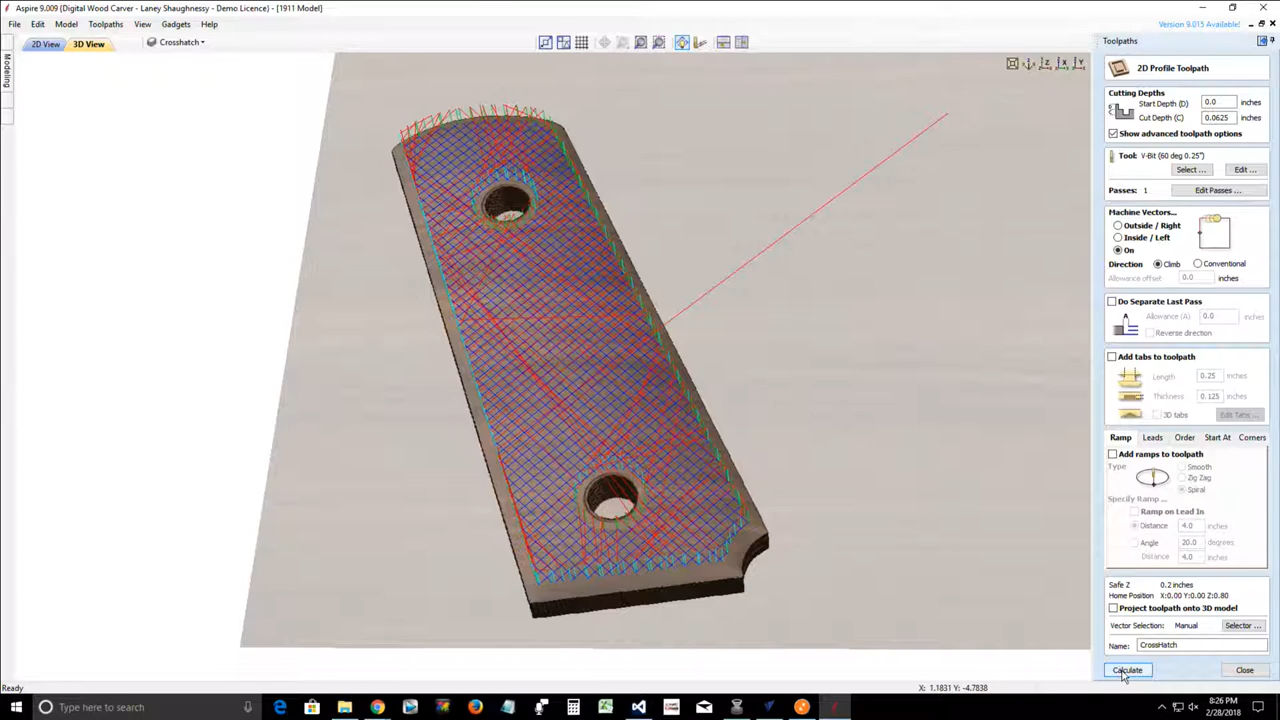 Aspire 9.009 (Digital Wood Carver - Laney Shaughnessy - Demo Licence) - [1911 Model]
File Edit Model Toolpaths View Gadgets Help
Version 9.015 Available!
2D View 3D View Crosshatch
Modeling
Toolpaths
2D Profile Toolpath
Cutting Depths
Start Depth (D) 0.0 inches
Cut Depth (C) 0.0625 inches
Show advanced toolpath options
Tool: V-Bit (60 deg 0.25")
Select ... Edit ...
Passes: 1 Edit Passes ...
Machine Vectors...
Outside / Right
Inside / Left
On
Direction Climb Conventional
Allowance offset 0.0 inches
Do Separate Last Pass
Allowance (A) 0.0 inches
Reverse direction
Add tabs to toolpath
Length 0.25 inches
Thickness 0.125 inches
3D tabs Edit Tabs ...
Ramp Leads Order Start At Corners
Add ramps to toolpath
Type Smooth
Zig Zag
Spiral
Specify Ramp ...
Ramp on Lead In
Distance 4.0 inches
Angle 20.0 degrees
Distance 4.0 inches
Safe Z 0.2 inches
Home Position X:0.00 Y:0.00 Z:0.80
Project toolpath onto 3D model
Vector Selection: Manual Selector ...
Name: CrossHatch
Calculate Close
Ready X: 1.1831 Y: -4.7838
Type here to search
8:26 PM
2/28/2018